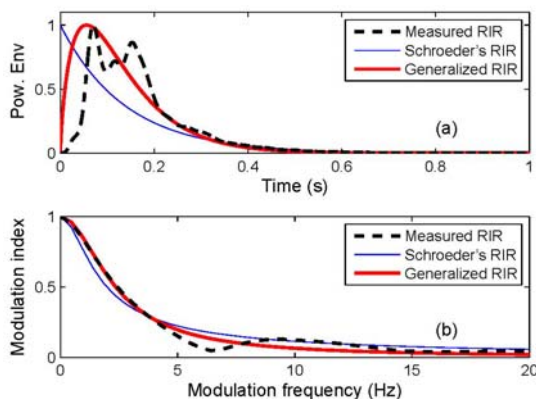 Pow. Env
1
0.5
0
Measured RIR
Schroeder's RIR
Generalized RIR
(a)
0 0.2 0.4 0.6 0.8 1
Time (s)
Modulation index
1
0.5
0
Measured RIR
Schroeder's RIR
Generalized RIR
(b)
0 5 10 15 20
Modulation frequency (Hz)